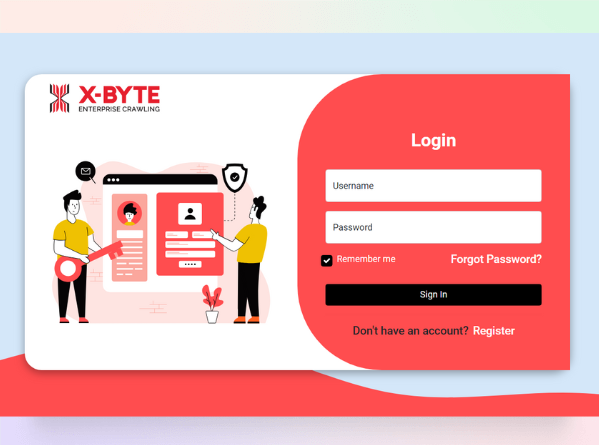 X-BYTE
ENTERPRISE CRAWLING
Login
Username
Password
Remember me
Forgot Password?
Sign In
Don't have an account? Register